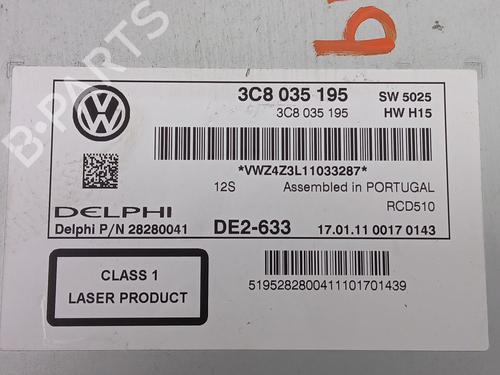 B-PARTS
3C8 035 195 SW 5025
3C8 035 195 HW H15
*VWZ4Z3L11033287*
12S Assembled in PORTUGAL
RCD510
DELPHI
Delphi P/N 28280041 DE2-633 17.01.11 0017 0143
CLASS 1
LASER PRODUCT
5195282800411101701439